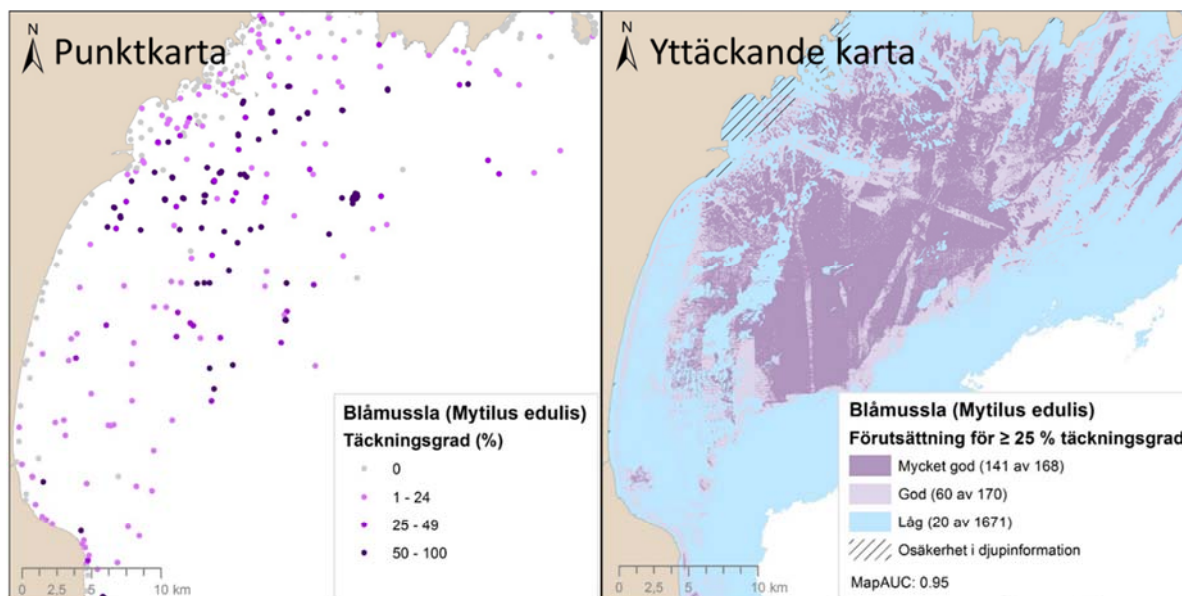 N
Punktkarta
Blåmussla (Mytilus edulis)
Täckningsgrad (%)
0
1 - 24
25 - 49
50 - 100
0 2,5 5 10 km
N
Yttäckande karta
Blåmussla (Mytilus edulis)
Förutsättning för ≥ 25 % täckningsgrad
Mycket god (141 av 168)
God (60 av 170)
Låg (20 av 1671)
Osäkerhet i djupinformation
MapAUC: 0.95
0 2,5 5 10 km